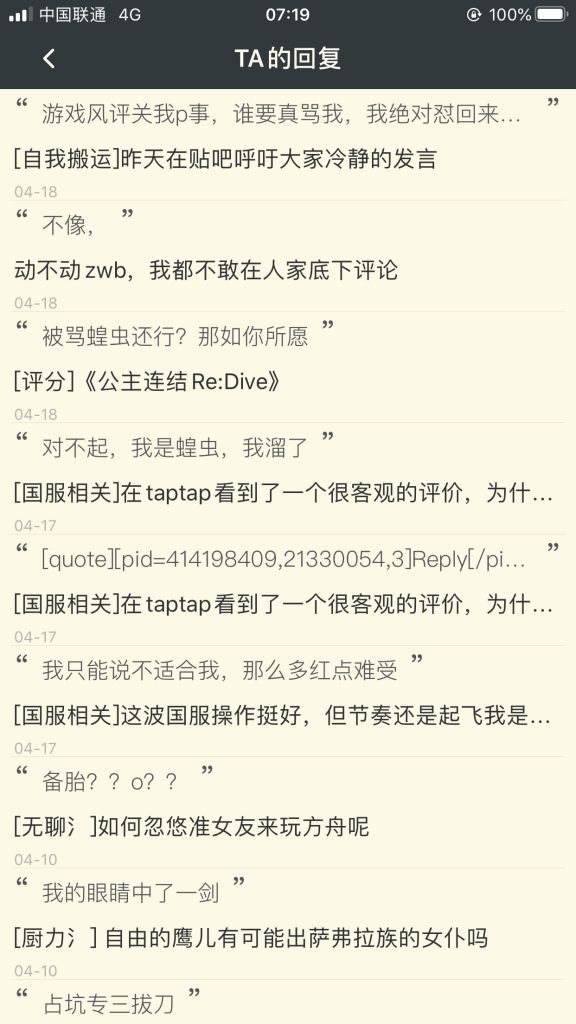 中国联通 4G 07:19 100%
TA的回复
“ 游戏风评关我p事，谁要真骂我，我绝对怼回来... ”
[自我搬运]昨天在贴吧呼吁大家冷静的发言
04-18
“ 不像， ”
动不动zwb，我都不敢在人家底下评论
04-18
“ 被骂蝗虫还行？那如你所愿 ”
[评分]《公主连结Re:Dive》
04-18
“ 对不起，我是蝗虫，我溜了 ”
[国服相关]在taptap看到了一个很客观的评价，为什...
04-17
“ [quote][pid=414198409,21330054,3]Reply[/pi... ”
[国服相关]在taptap看到了一个很客观的评价，为什...
04-17
“ 我只能说不适合我，那么多红点难受 ”
[国服相关]这波国服操作挺好，但节奏还是起飞我是...
04-17
“ 备胎？？o？？ ”
[无聊氵]如何忽悠准女友来玩方舟呢
04-10
“ 我的眼睛中了一剑 ”
[厨力氵] 自由的鹰儿有可能出萨弗拉族的女仆吗
04-10
“ 占坑专三拔刀 ”